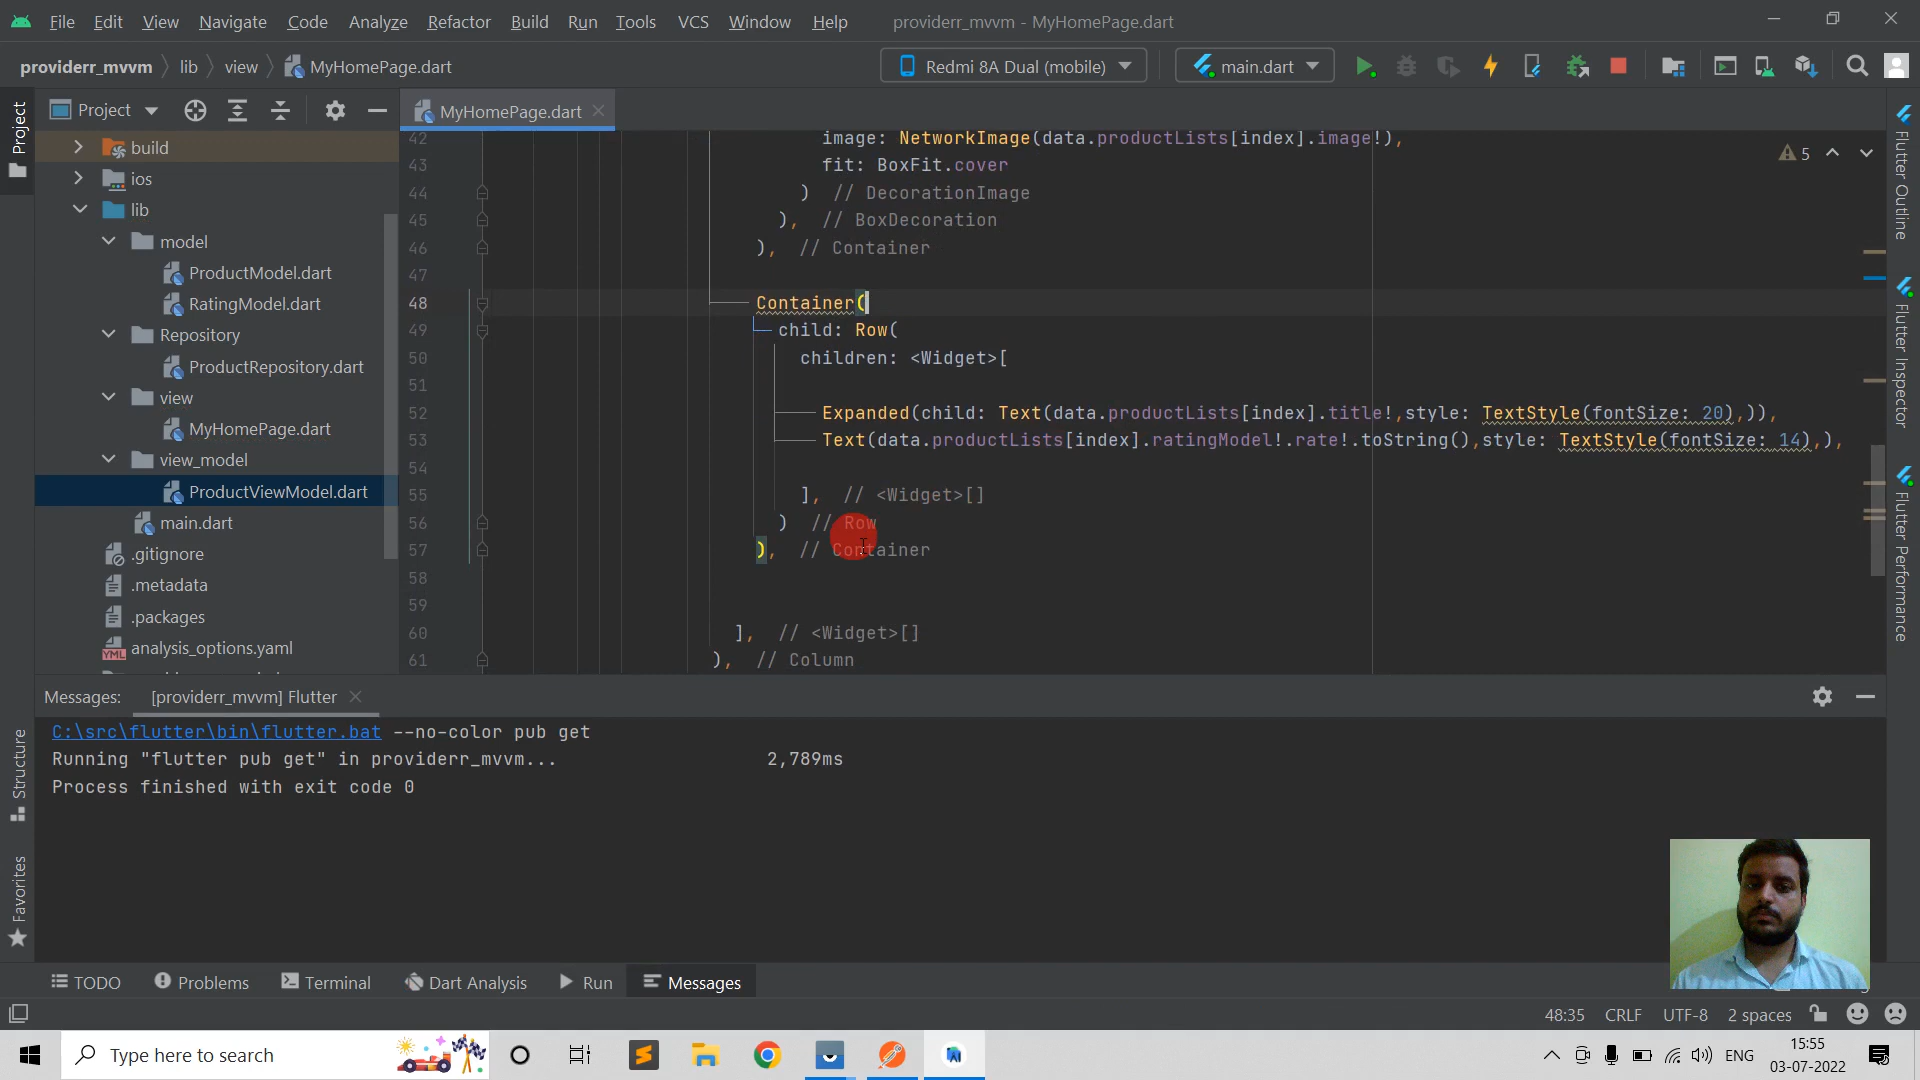 File Edit View Navigate Code Analyze Refactor Build Run Tools VCS Window Help providerr_mvvm - MyHomePage.dart
providerr_mvvm lib view MyHomePage.dart Redmi 8A Dual (mobile) main.dart
Project
MyHomePage.dart
Project
build
ios
lib
model
ProductModel.dart
RatingModel.dart
Repository
ProductRepository.dart
view
MyHomePage.dart
view_model
ProductViewModel.dart
main.dart
.gitignore
.metadata
.packages
analysis_options.yaml
42 image: NetworkImage(data.productLists[index].image!),
5
43 fit: BoxFit.cover
44 ) // DecorationImage
45 ), // BoxDecoration
46 ), // Container
47
48 Container(
49 child: Row(
50 children: <Widget>[
51
52 Expanded(child: Text(data.productLists[index].title!,style: TextStyle(fontSize: 20),)),
53 Text(data.productLists[index].ratingModel!.rate!.toString(),style: TextStyle(fontSize: 14),),
54
55 ], // <Widget>[]
56 ) // Row
57 ), // Container
58
59
60 ], // <Widget>[]
61 ), // Column
Flutter Outline
Flutter Inspector
Flutter Performance
Structure
Favorites
Messages: [providerr_mvvm] Flutter
C:\src\flutter\bin\flutter.bat --no-color pub get
Running "flutter pub get" in providerr_mvvm... 2,789ms
Process finished with exit code 0
TODO Problems Terminal Dart Analysis Run Messages
48:35 CRLF UTF-8 2 spaces
Type here to search
ENG
15:55
03-07-2022